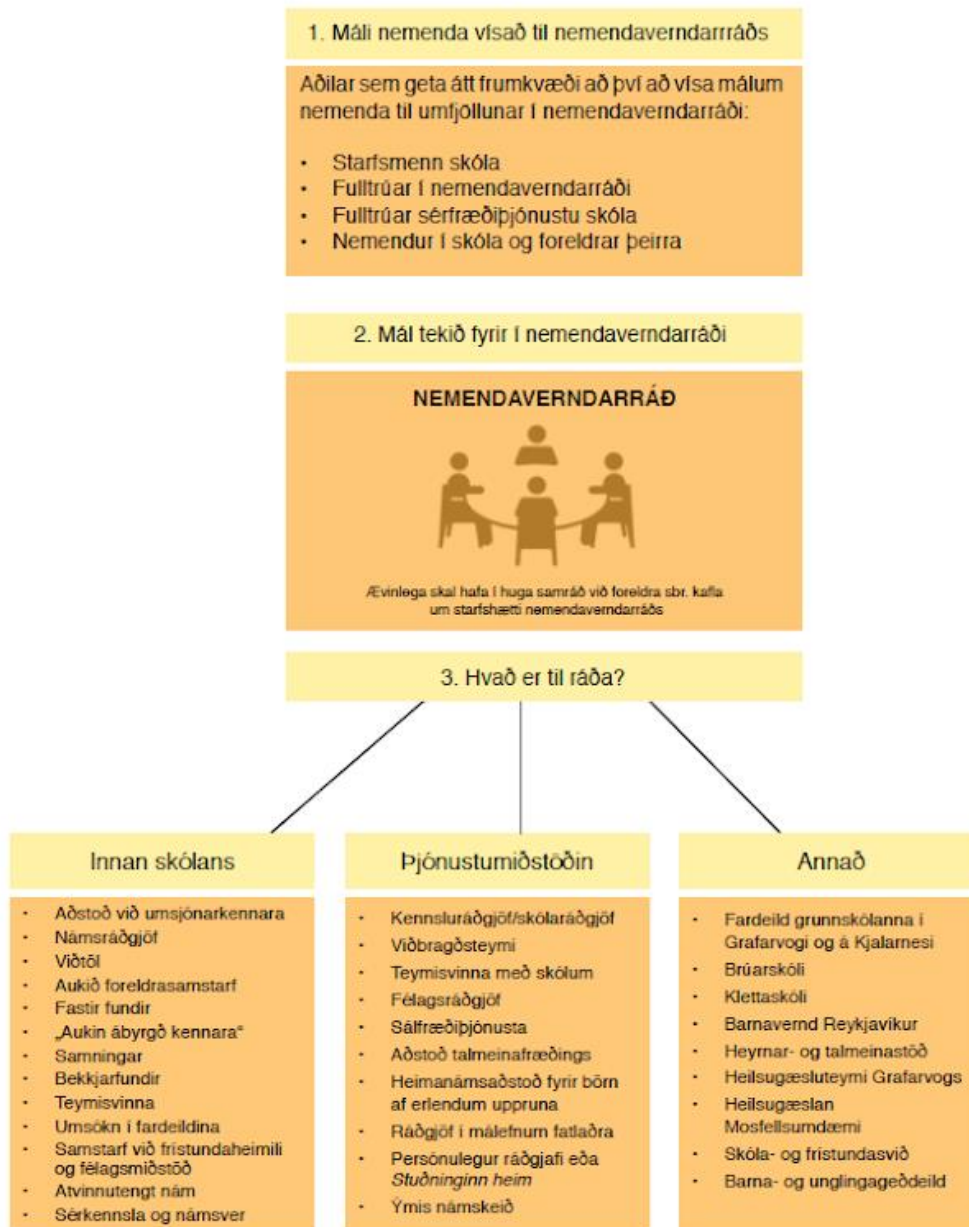 1. Máli nemenda vísað til nemendaverndarrráðs
Aðilar sem geta átt frumkvæði að því að vísa málum
nemenda til umfjöllunar í nemendaverndarráði:
• Starfsmenn skóla
• Fulltrúar í nemendaverndarráði
• Fulltrúar sérfræðiþjónustu skóla
• Nemendur í skóla og foreldrar þeirra
2. Mál tekið fyrir í nemendaverndarráði
NEMENDAVERNDARRÁÐ
Ævinlega skal hafa í huga samráð við foreldra sbr. kafla
um starfshætti nemendaverndarráðs
3. Hvað er til ráða?
Innan skólans
• Aðstoð við umsjónarkennara
• Námsráðgjöf
• Viðtöl
• Aukið foreldrasamstarf
• Fastir fundir
• „Aukin ábyrgð kennara“
• Samningar
• Bekkjarfundir
• Teymisvinna
• Umsókn í fardeildina
• Samstarf við frístundaheimili
og félagsmiðstöð
• Atvinnutengt nám
• Sérkennsla og námsver
Þjónustumiðstöðin
• Kennsluráðgjöf/skólaráðgjöf
• Viðbragðsteymi
• Teymisvinna með skólum
• Félagsráðgjöf
• Sálfræðiþjónusta
• Aðstoð talmeinafræðings
• Heimanámsaðstoð fyrir börn
af erlendum uppruna
• Ráðgjöf í málefnum fatlaðra
• Persónulegur ráðgjafi eða
Stuðninginn heim
• Ýmis námskeið
Annað
• Fardeild grunnskólanna í
Grafarvogi og á Kjalarnesi
• Brúarskóli
• Klettaskóli
• Barnavernd Reykjavíkur
• Heyrnar- og talmeinastöð
• Heilsugæsluteymi Grafarvogs
• Heilsugæslan
Mosfellsumdæmi
• Skóla- og frístundasvið
• Barna- og unglingageðdeild